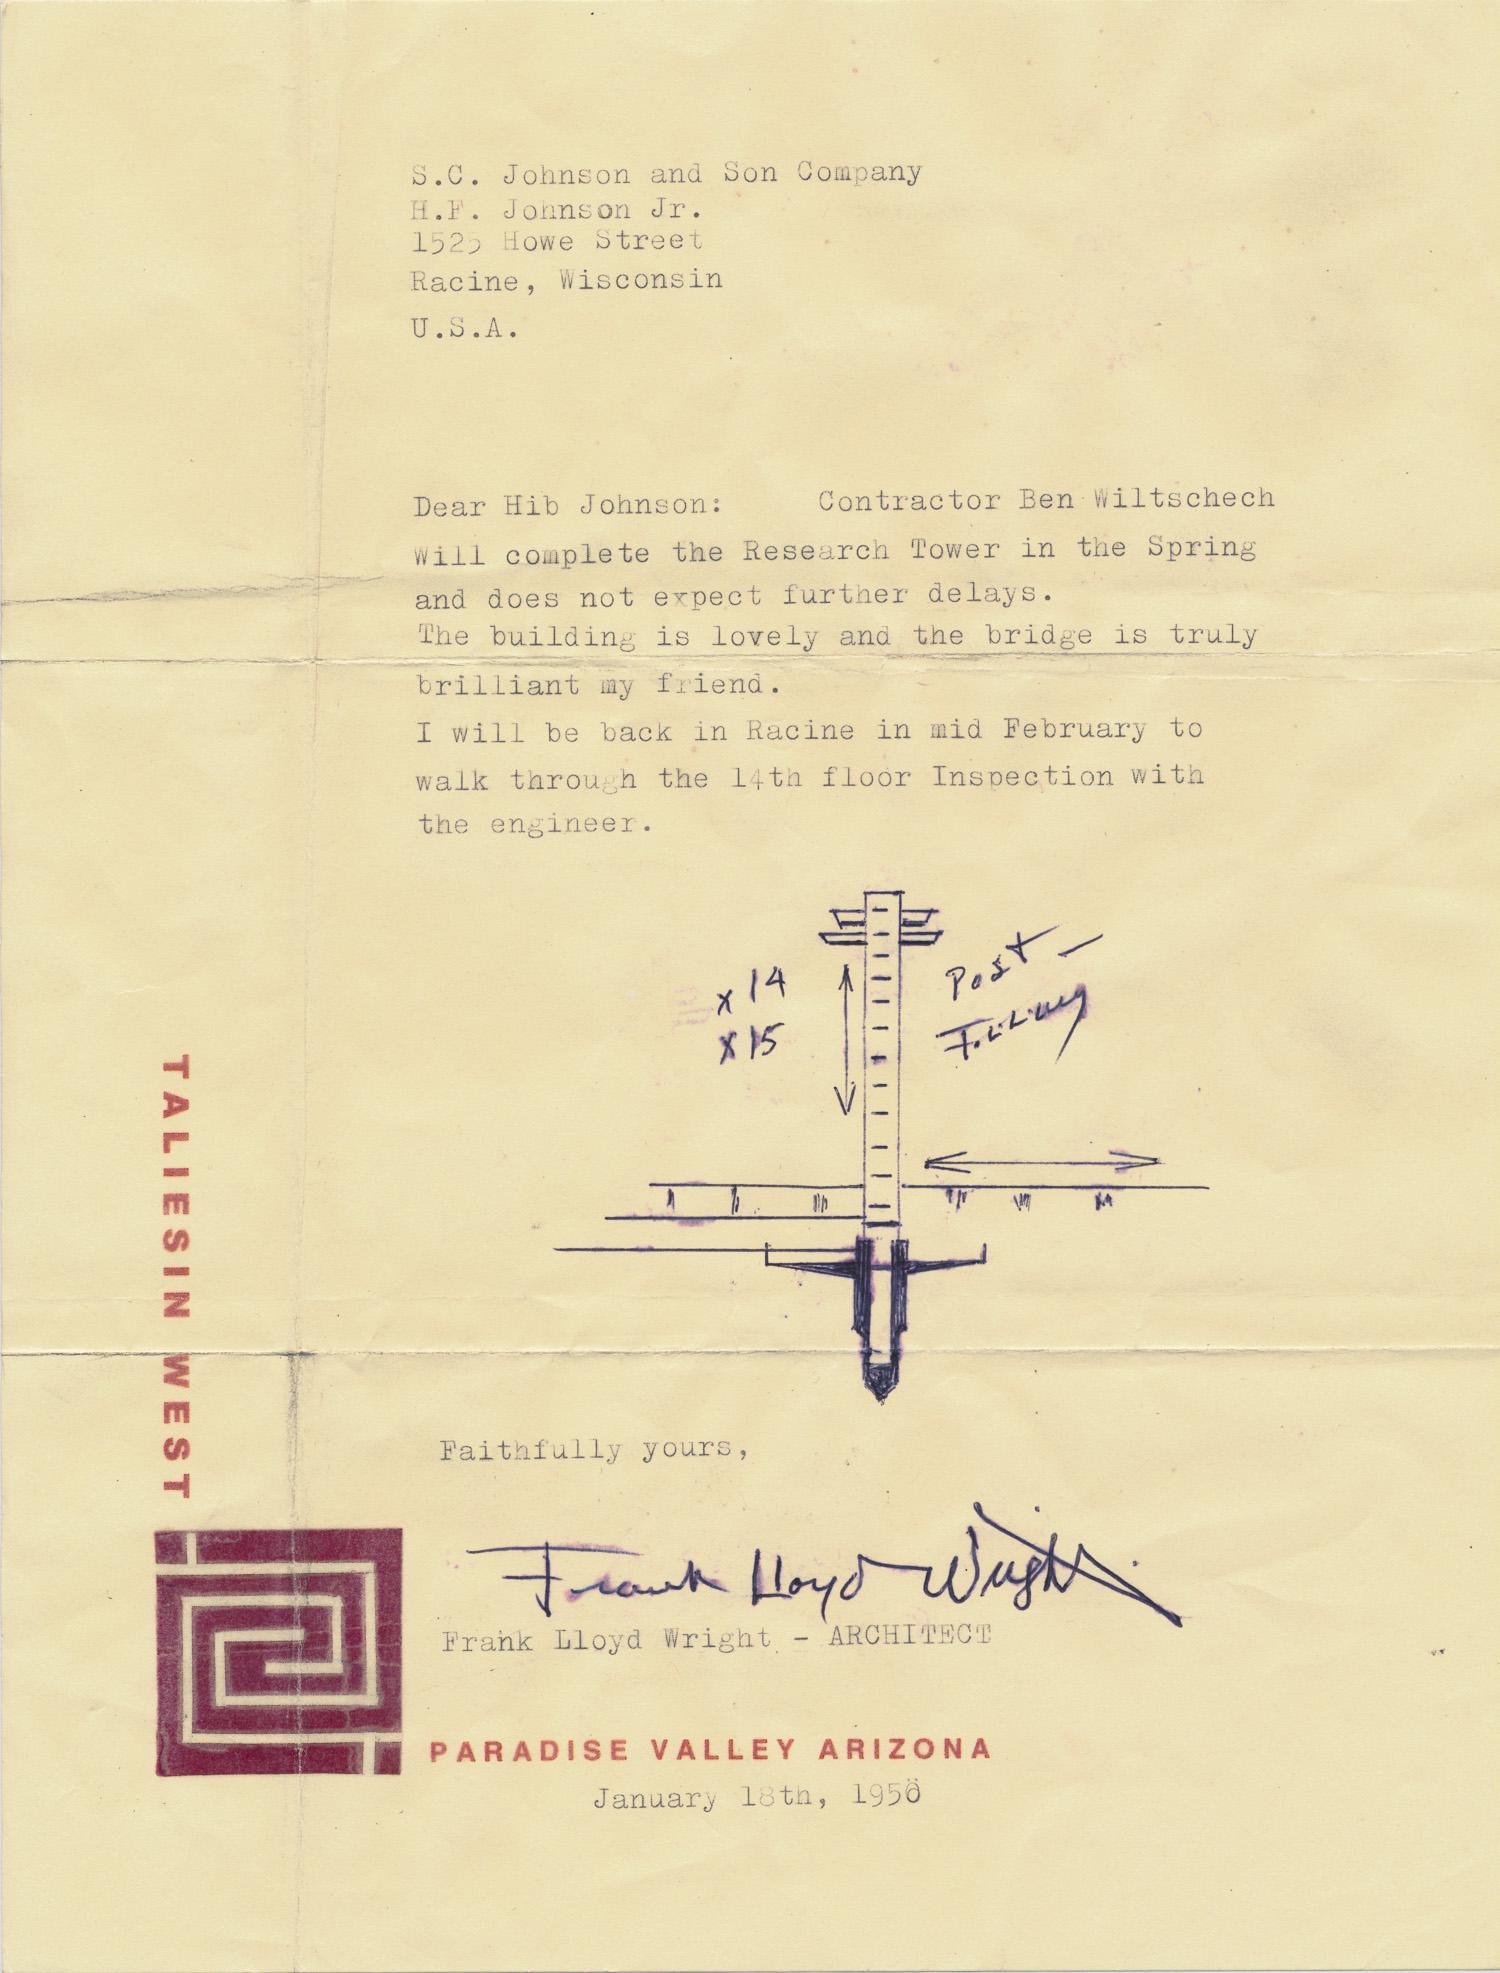 S.C. Johnson and Son Company
H.F. Johnson Jr.
1525 Howe Street
Racine, Wisconsin
U.S.A.
Dear Hib Johnson: Contractor Ben Wiltschech
Will complete the Research Tower in the Spring
and does not expect further delays.
The building is lovely and the bridge is truly
brilliant my friend.
I will be back in Racine in mid February to
walk through the 14th floor Inspection with
the engineer.
x 14
x 15
Post -
TALIESIN WEST
Faithfully yours,
Frank Lloyd Wright
Frank Lloyd Wright - ARCHITECT
PARADISE VALLEY ARIZONA
January 18th,